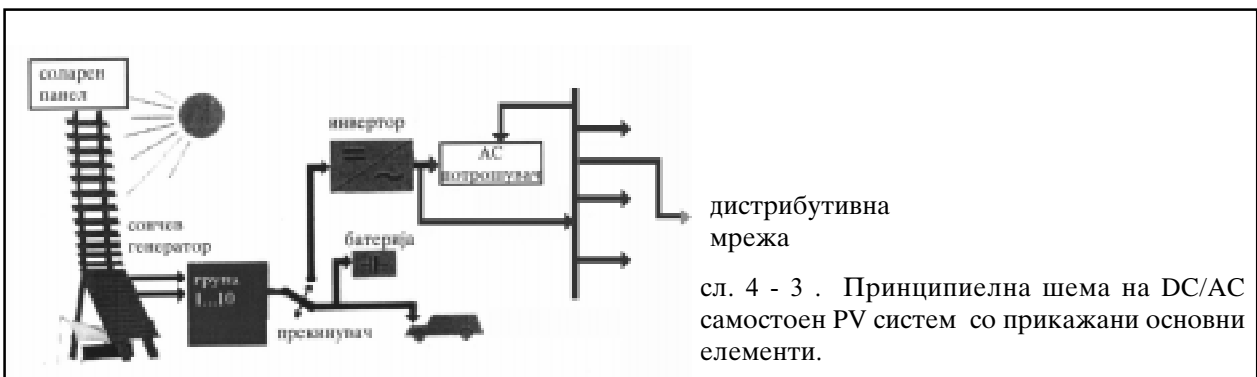 соларен
панел
инвертор
АС
потрошувач
сончев
генератор
батерија
група
1...10
прекинувач
дистрибутивна
мрежа
сл. 4 - 3 . Принципиелна шема на DC/AC
самостоен PV систем со прикажани основни
елементи.